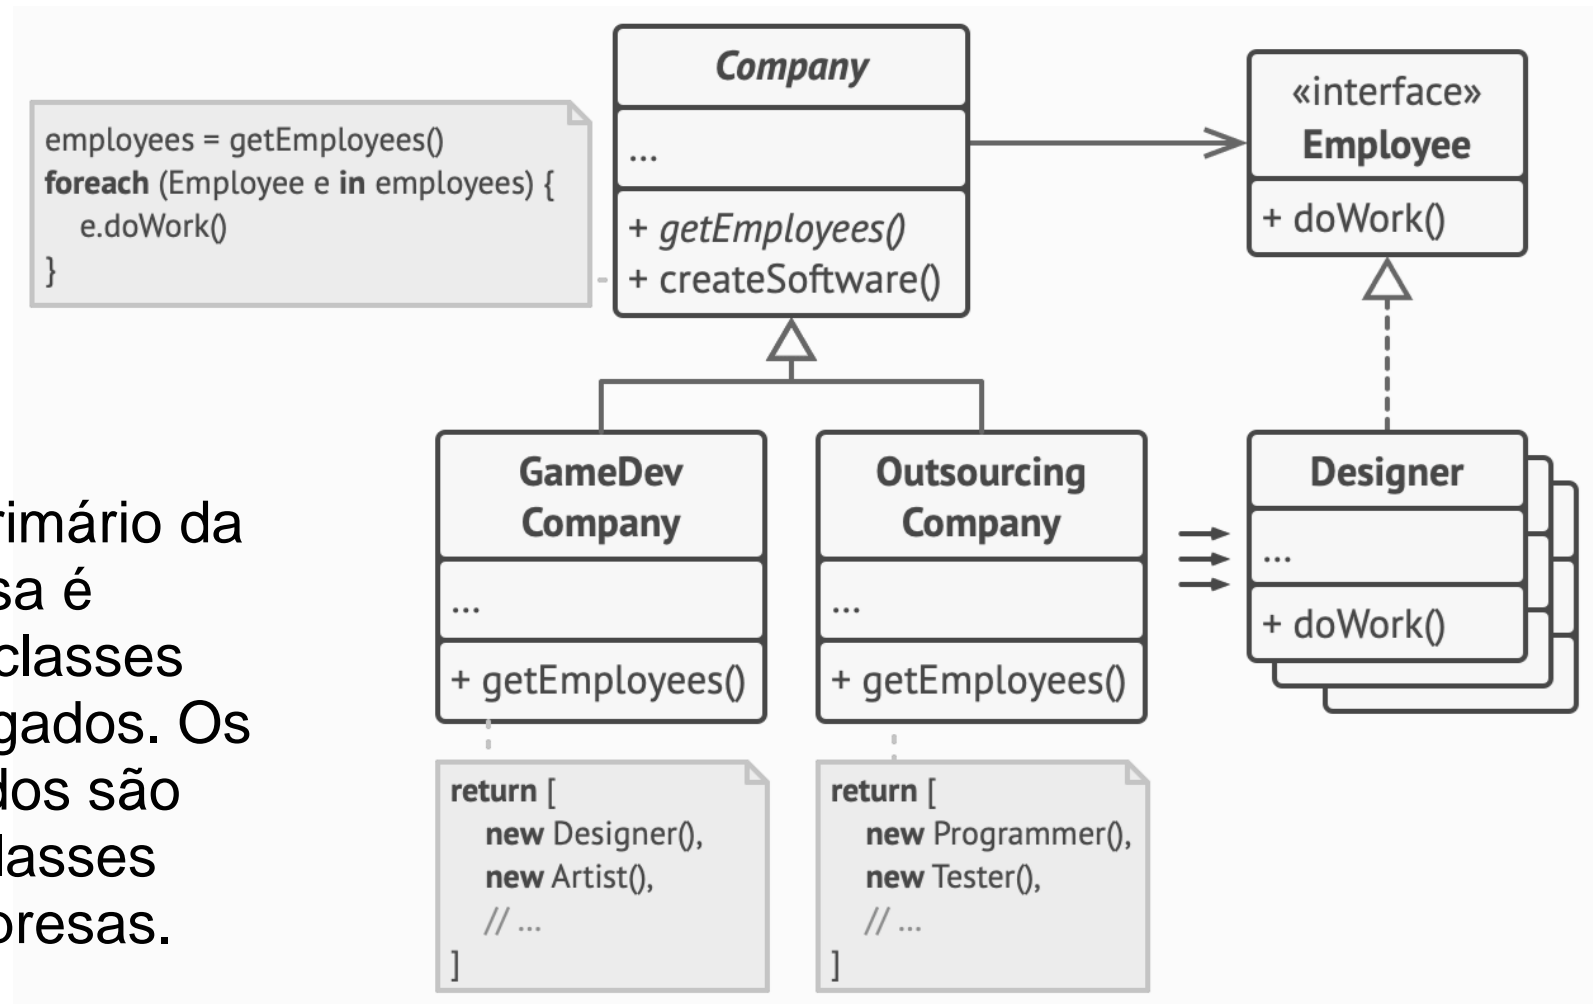 Company
...
+ getEmployees()
+ createSoftware()
employees = getEmployees()
foreach (Employee e in employees) {
e.doWork()
}
«interface»
Employee
+ doWork()
GameDev
Company
...
+ getEmployees()
Outsourcing
Company
...
+ getEmployees()
Designer
...
+ doWork()
return [
new Designer(),
new Artist(),
// ...
]
return [
new Programmer(),
new Tester(),
// ...
]
rimário da
sa é
classes
gados. Os
dos são
lasses
presas.